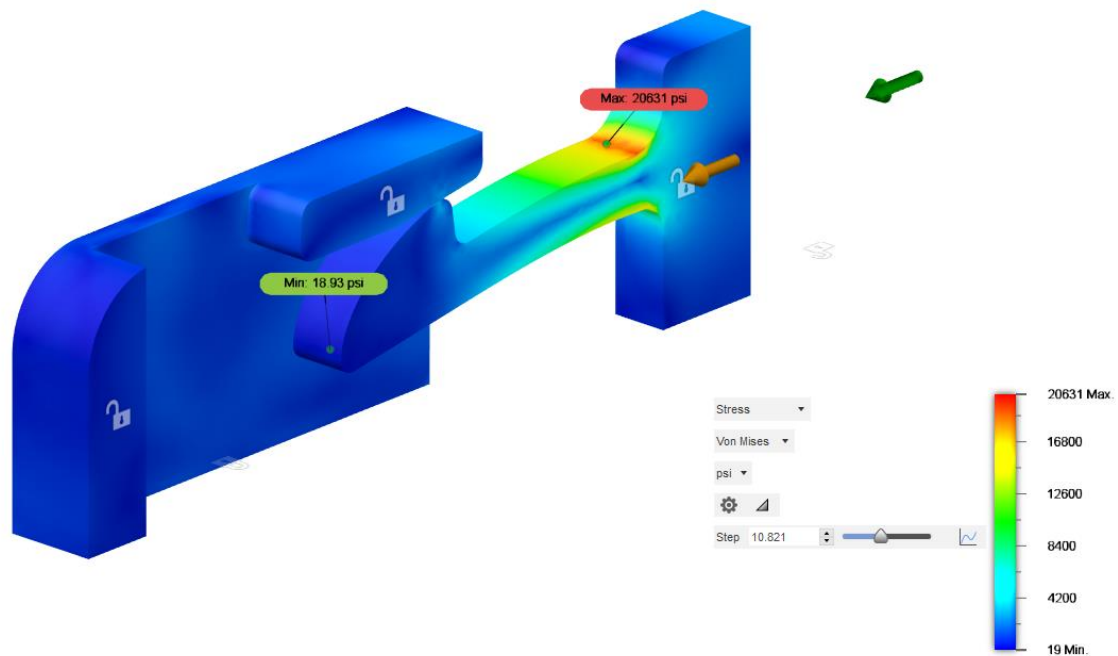 Max: 20631 psi
Min: 18.93 psi
Stress
Von Mises
psi
Step 10.821
20631 Max.
16800
12600
8400
4200
19 Min.